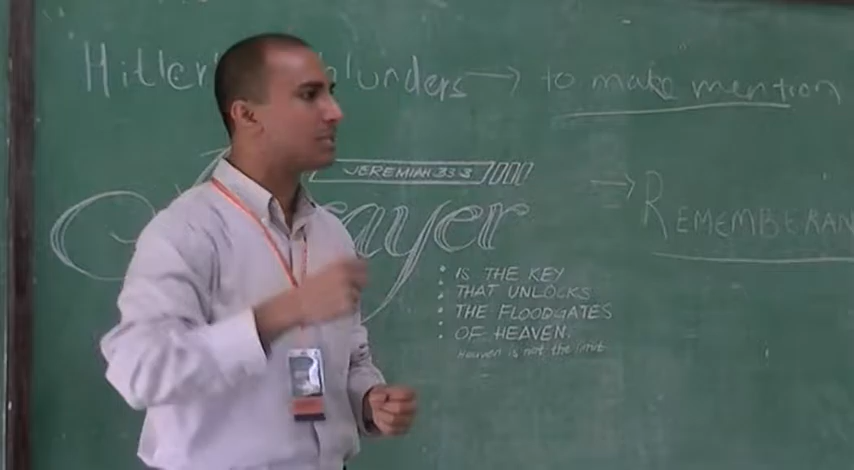 Hitler's blunders → to make mention
JEREMIAH 33:3
→ REMEMBERAN
Prayer
IS THE KEY
THAT UNLOCKS
THE FLOODGATES
OF HEAVEN.
Heaven is not the limit